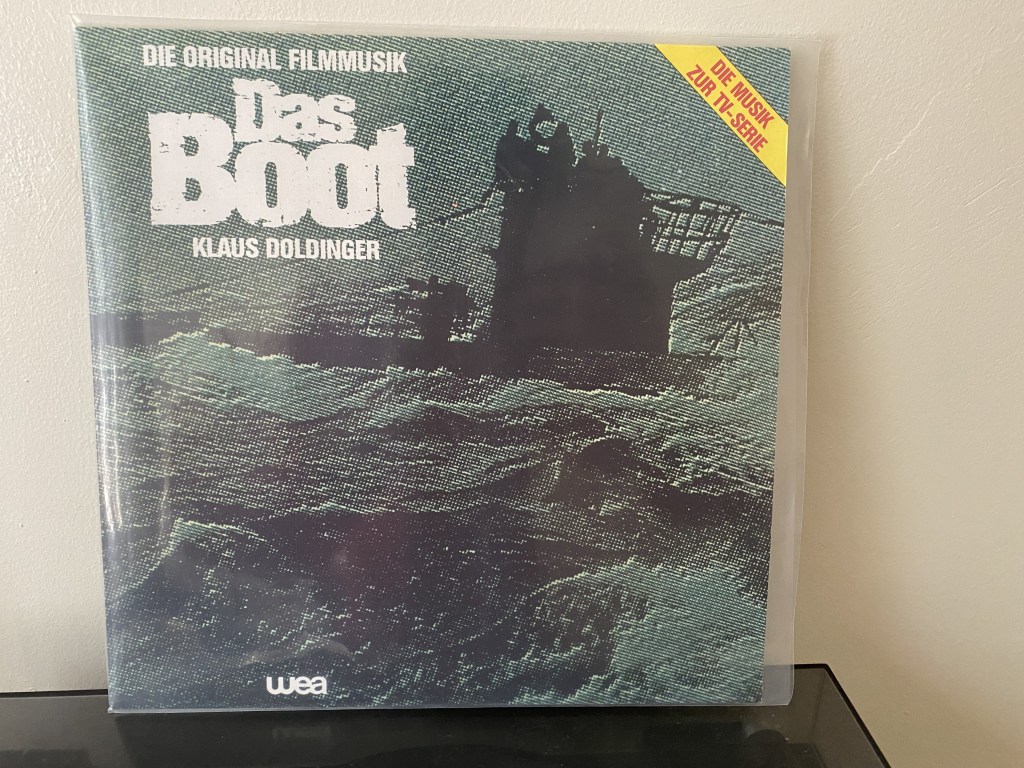 DIE ORIGINAL FILMMUSIK
Das
Boot
KLAUS DOLDINGER
DIE MUSIK
ZUR TV-SERIE
wea